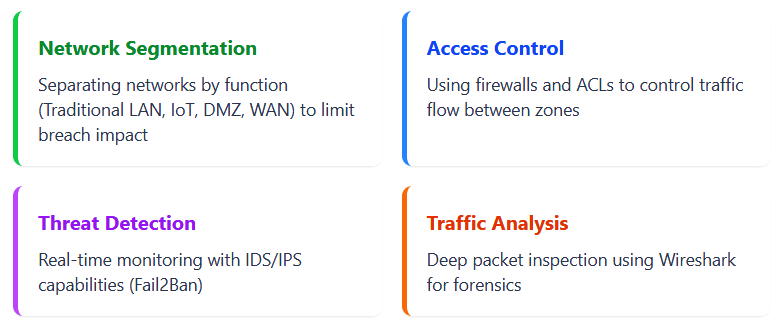 Network Segmentation
Separating networks by function
(Traditional LAN, IoT, DMZ, WAN) to limit
breach impact
Access Control
Using firewalls and ACLs to control traffic
flow between zones
Threat Detection
Real-time monitoring with IDS/IPS
capabilities (Fail2Ban)
Traffic Analysis
Deep packet inspection using Wireshark
for forensics